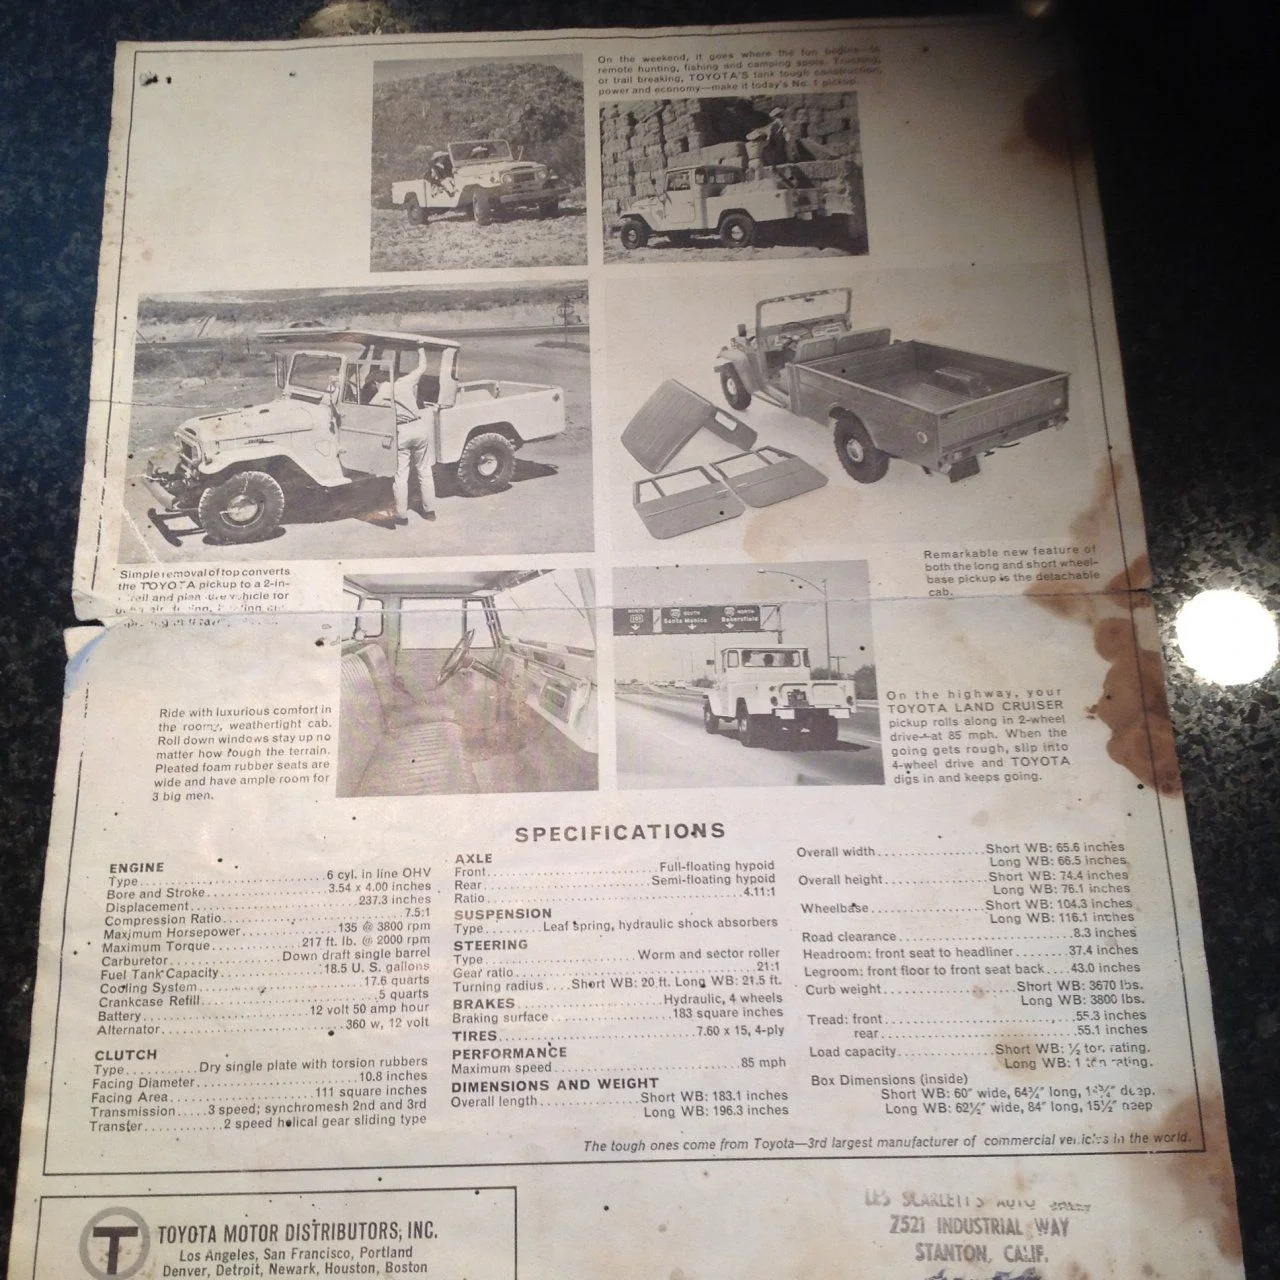 On the weekend, it goes where the fun begins—to
remote hunting, fishing and camping spots. Trucking,
or trail breaking, TOYOTA'S tank tough construction,
power and economy—make it today's No. 1 pickup.
Simple removal of top converts
the TOYOTA pickup to a 2-in-
and vehicle for
Remarkable new feature of
both the long and short wheel-
base pickup is the detachable
cab.
NORTH
101
SOUTH
Santa Monica
NORTH
Bakersfield
Ride with luxurious comfort in
the roomy, weathertight cab.
Roll down windows stay up no
matter how rough the terrain.
Pleated foam rubber seats are
wide and have ample room for
3 big men.
On the highway, your
TOYOTA LAND CRUISER
pickup rolls along in 2-wheel
drive—at 85 mph. When the
going gets rough, slip into
4-wheel drive and TOYOTA
digs in and keeps going.
SPECIFICATIONS
ENGINE
Type 6 cyl. in line OHV
Bore and Stroke 3.54 x 4.00 inches
Displacement 237.3 inches
Compression Ratio 7.5:1
Maximum Horsepower 135 @ 3800 rpm
Maximum Torque 217 ft. lb. @ 2000 rpm
Carburetor Down draft single barrel
Fuel Tank Capacity 18.5 U. S. gallons
Cooling System 17.6 quarts
Crankcase Refill 5 quarts
Battery 12 volt 50 amp hour
Alternator 360 w, 12 volt
CLUTCH
Type Dry single plate with torsion rubbers
Facing Diameter 10.8 inches
Facing Area 111 square inches
Transmission 3 speed; synchromesh 2nd and 3rd
Transfer 2 speed helical gear sliding type
AXLE
Front Full-floating hypoid
Rear Semi-floating hypoid
Ratio 4.11:1
SUSPENSION
Type Leaf spring, hydraulic shock absorbers
STEERING
Type Worm and sector roller
Gear ratio 21:1
Turning radius Short WB: 20 ft. Long WB: 21.5 ft.
BRAKES Hydraulic, 4 wheels
Braking surface 183 square inches
TIRES 7.60 x 15, 4-ply
PERFORMANCE
Maximum speed 85 mph
DIMENSIONS AND WEIGHT
Overall length Short WB: 183.1 inches
Long WB: 196.3 inches
Overall width Short WB: 65.6 inches
Long WB: 66.5 inches
Overall height Short WB: 74.4 inches
Long WB: 76.1 inches
Wheelbase Short WB: 104.3 inches
Long WB: 116.1 inches
Road clearance 8.3 inches
Headroom: front seat to headliner 37.4 inches
Legroom: front floor to front seat back 43.0 inches
Curb weight Short WB: 3670 lbs.
Long WB: 3800 lbs.
Tread: front 55.3 inches
rear 55.1 inches
Load capacity Short WB: ½ ton rating.
Long WB: 1 ton rating.
Box Dimensions (inside)
Short WB: 60" wide, 64¾" long, deep.
Long WB: 62½" wide, 84" long, 15½" deep
The tough ones come from Toyota—3rd largest manufacturer of commercial vehicles in the world.
T TOYOTA MOTOR DISTRIBUTORS, INC.
Los Angeles, San Francisco, Portland
Denver, Detroit, Newark, Houston, Boston
LES SCARLETT'S AUTO
7521 INDUSTRIAL WAY
STANTON, CALIF.